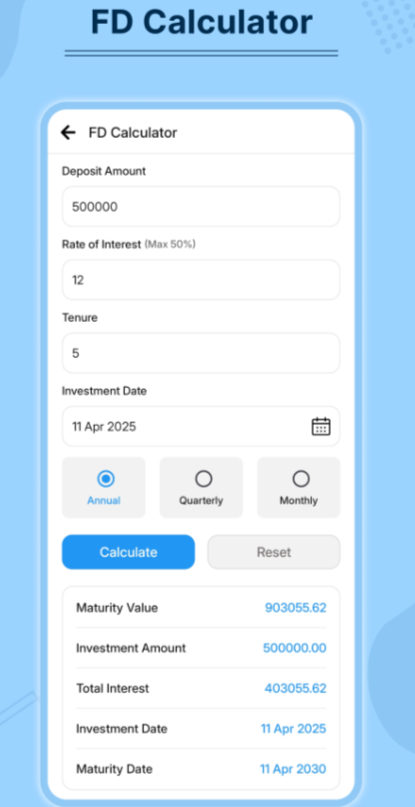 FD Calculator
FD Calculator
Deposit Amount
500000
Rate of Interest (Max 50%)
12
Tenure
5
Investment Date
11 Apr 2025
Annual Quarterly Monthly
Calculate Reset
Maturity Value 903055.62
Investment Amount 500000.00
Total Interest 403055.62
Investment Date 11 Apr 2025
Maturity Date 11 Apr 2030